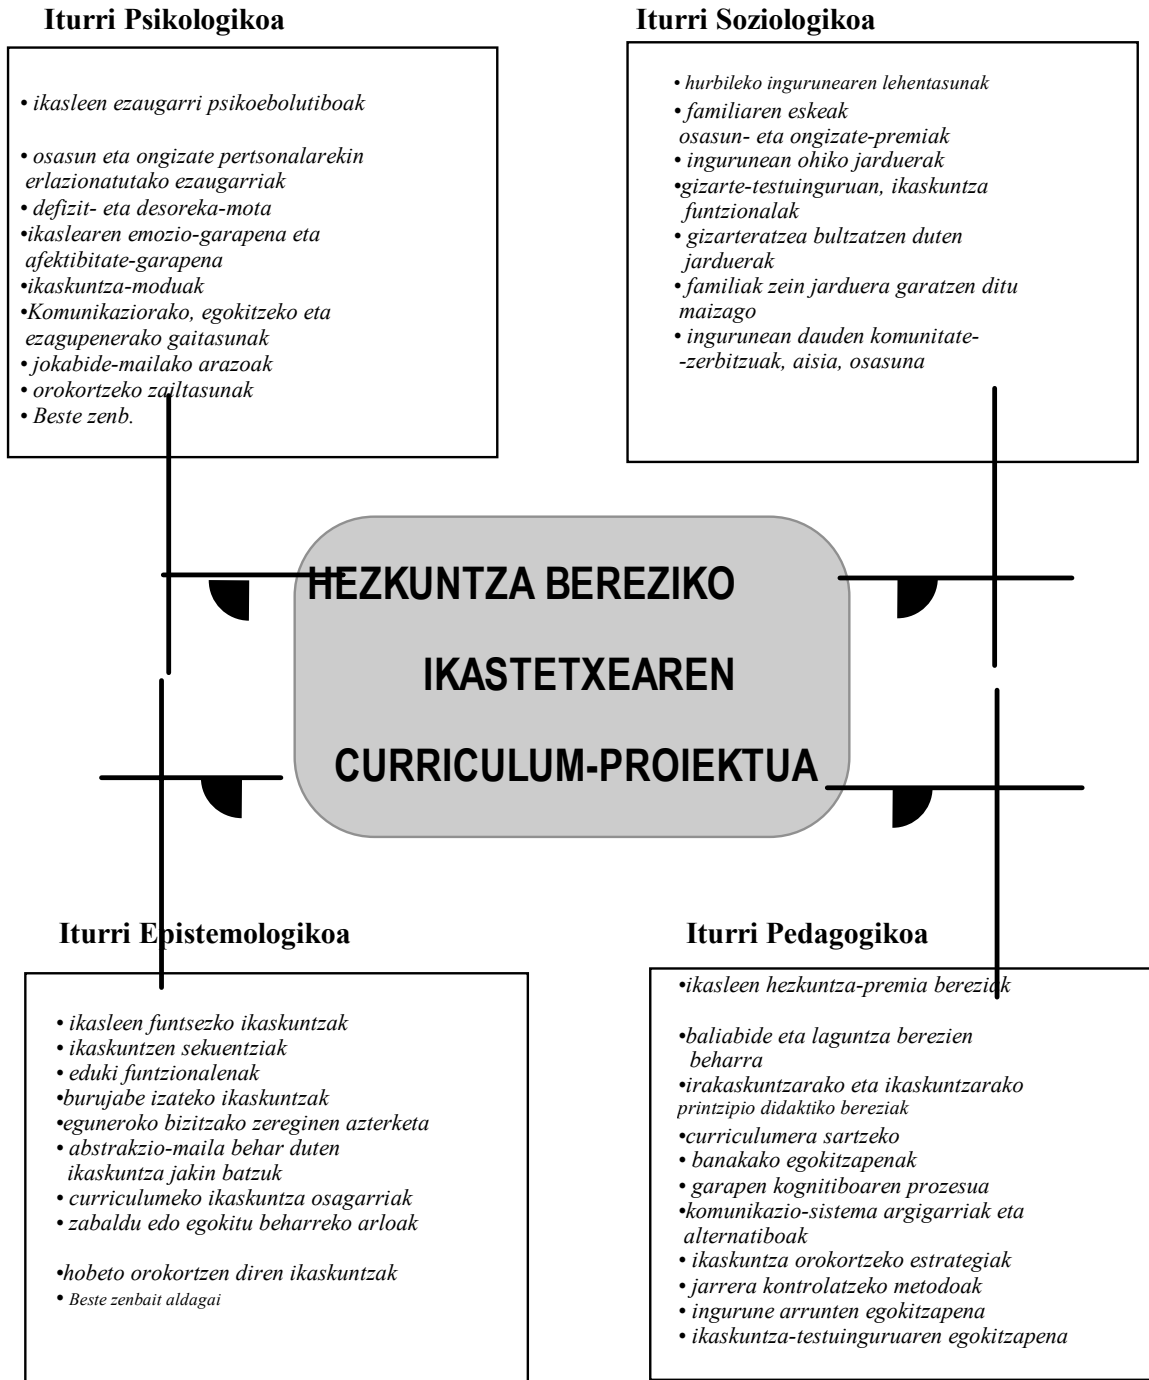 Iturri Psikologikoa
• ikasleen ezaugarri psikoebolutiboak
• osasun eta ongizate pertsonalarekin
erlazionatutako ezaugarriak
• defizit- eta desoreka-mota
•ikaslearen emozio-garapena eta
afektibitate-garapena
•ikaskuntza-moduak
•Komunikaziorako, egokitzeko eta
ezagupenerako gaitasunak
• jokabide-mailako arazoak
• orokortzeko zailtasunak
• Beste zenb.
Iturri Soziologikoa
• hurbileko ingurunearen lehentasunak
• familiaren eskeak
osasun- eta ongizate-premiak
• ingurunean ohiko jarduerak
•gizarte-testuinguruan, ikaskuntza
funtzionalak
• gizarteratzea bultzatzen duten
jarduerak
• familiak zein jarduera garatzen ditu
maizago
• ingurunean dauden komunitate-
-zerbitzuak, aisia, osasuna
HEZKUNTZA BEREZIKO
IKASTETXEAREN
CURRICULUM-PROIEKTUA
Iturri Epistemologikoa
• ikasleen funtsezko ikaskuntzak
• ikaskuntzen sekuentziak
• eduki funtzionalenak
•burujabe izateko ikaskuntzak
•eguneroko bizitzako zereginen azterketa
• abstrakzio-maila behar duten
ikaskuntza jakin batzuk
• curriculumeko ikaskuntza osagarriak
• zabaldu edo egokitu beharreko arloak
•hobeto orokortzen diren ikaskuntzak
• Beste zenbait aldagai
Iturri Pedagogikoa
•ikasleen hezkuntza-premia bereziak
•baliabide eta laguntza berezien
beharra
•irakaskuntzarako eta ikaskuntzarako
printzipio didaktiko bereziak
•curriculumera sartzeko
• banakako egokitzapenak
• garapen kognitiboaren prozesua
•komunikazio-sistema argigarriak eta
alternatiboak
• ikaskuntza orokortzeko estrategiak
• jarrera kontrolatzeko metodoak
• ingurune arrunten egokitzapena
• ikaskuntza-testuinguruaren egokitzapena